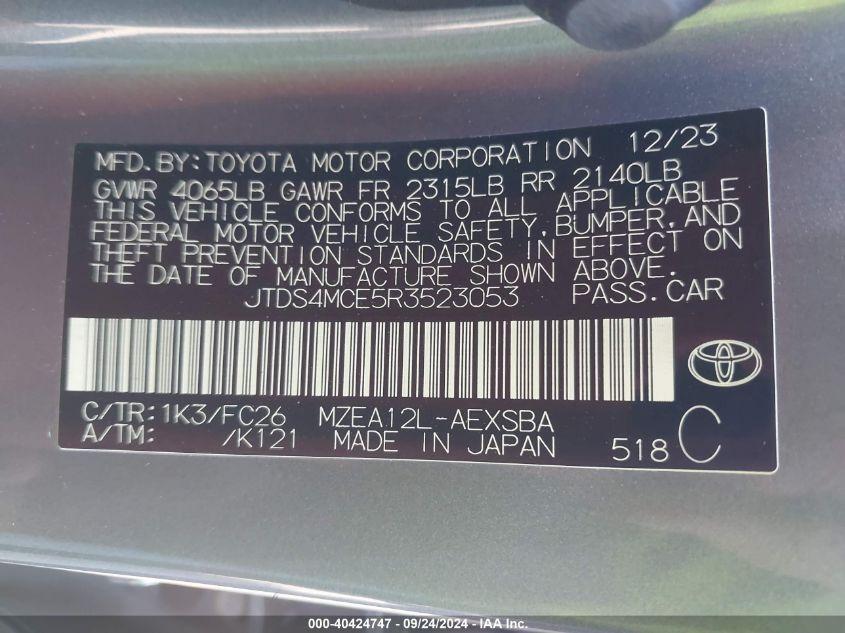 MFD. BY: TOYOTA MOTOR CORPORATION 12/23
GVWR 4065LB GAWR FR 2315LB RR 2140LB
THIS VEHICLE CONFORMS TO ALL APPLICABLE
FEDERAL MOTOR VEHICLE SAFETY, BUMPER, AND
THEFT PREVENTION STANDARDS IN EFFECT ON
THE DATE OF MANUFACTURE SHOWN ABOVE.
JTDS4MCE5R3523053 PASS. CAR
C/TR: 1K3/FC26 MZEA12L-AEXSBA
A/TM: /K121 MADE IN JAPAN 518 C
000-40424747 - 09/24/2024 - IAA Inc.